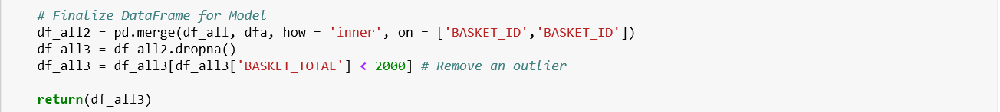 # Finalize DataFrame for Model
df_all2 = pd.merge(df_all, dfa, how = 'inner', on = ['BASKET_ID','BASKET_ID'])
df_all3 = df_all2.dropna()
df_all3 = df_all3[df_all3['BASKET_TOTAL'] < 2000] # Remove an outlier
return(df_all3)